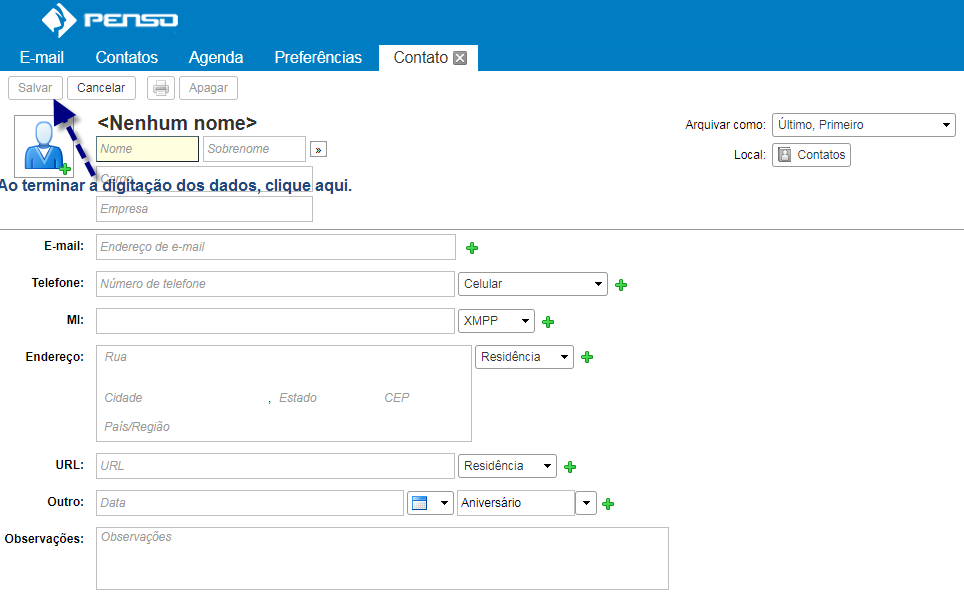 PENSO
E-mail Contatos Agenda Preferências Contato
Salvar Cancelar Apagar
<Nenhum nome>
Nome Sobrenome »
Cargo
Ao terminar a digitação dos dados, clique aqui.
Empresa
Arquivar como: Último, Primeiro
Local: Contatos
E-mail: Endereço de e-mail
Telefone: Número de telefone Celular
MI: XMPP
Endereço: Rua Residência
Cidade , Estado CEP
País/Região
URL: URL Residência
Outro: Data Aniversário
Observações: Observações